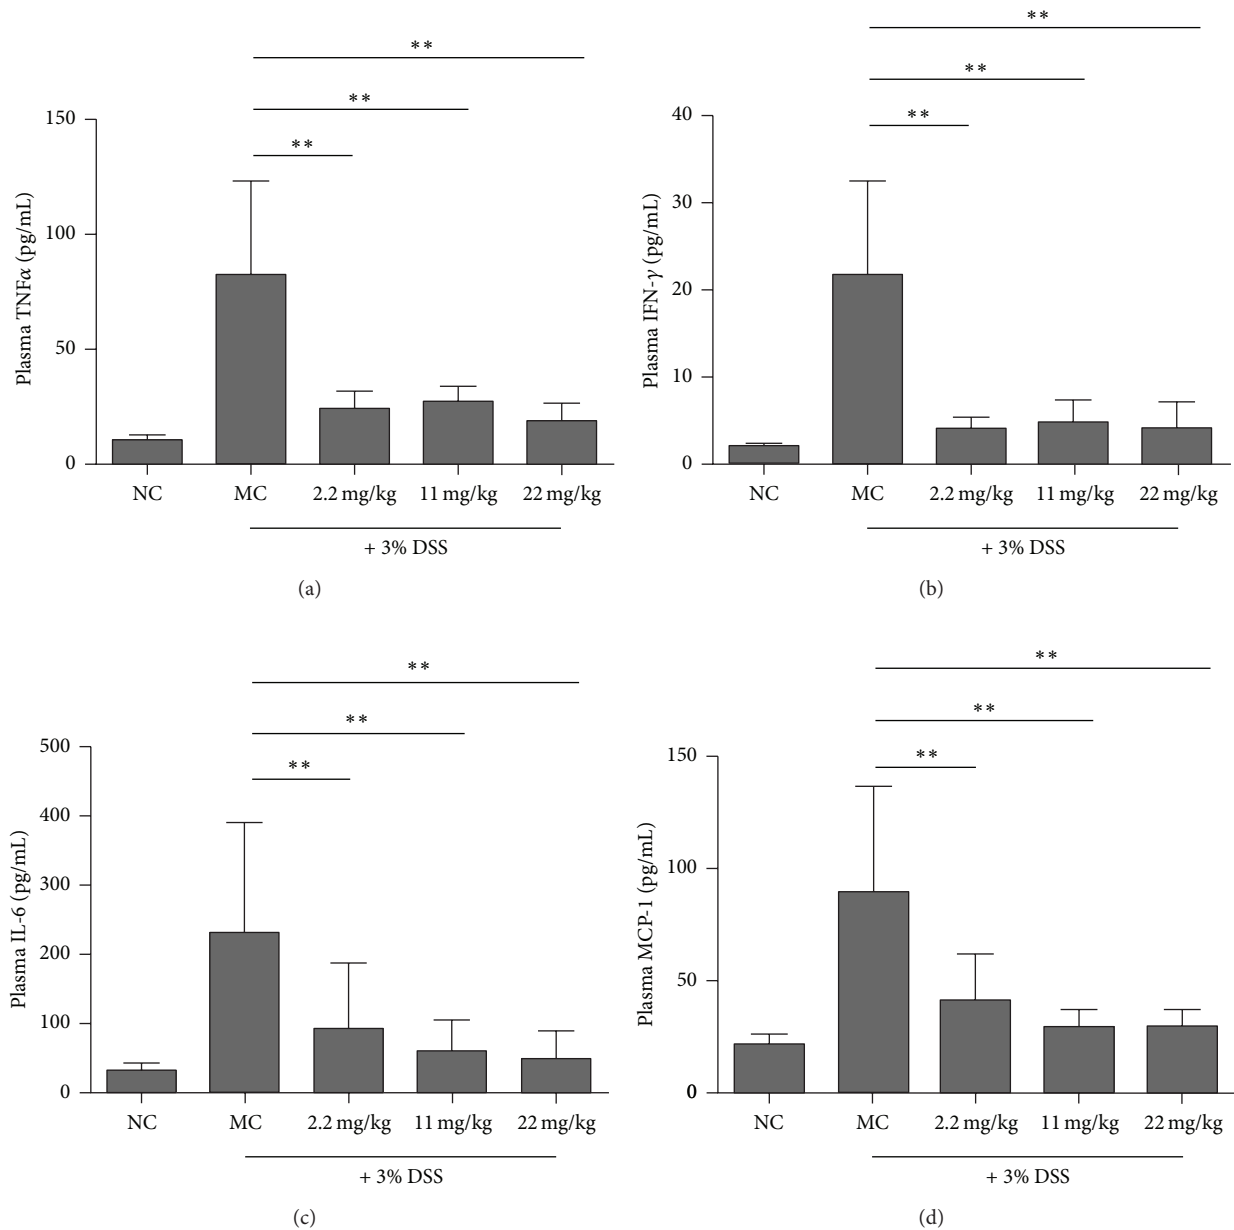 **
**
**
150
100
50
0
Plasma TNFα (pg/mL)
NC MC 2.2 mg/kg 11 mg/kg 22 mg/kg
+ 3% DSS
(a)
**
**
**
40
30
20
10
0
Plasma IFN-γ (pg/mL)
NC MC 2.2 mg/kg 11 mg/kg 22 mg/kg
+ 3% DSS
(b)
**
**
**
500
400
300
200
100
0
Plasma IL-6 (pg/mL)
NC MC 2.2 mg/kg 11 mg/kg 22 mg/kg
+ 3% DSS
(c)
**
**
**
150
100
50
0
Plasma MCP-1 (pg/mL)
NC MC 2.2 mg/kg 11 mg/kg 22 mg/kg
+ 3% DSS
(d)